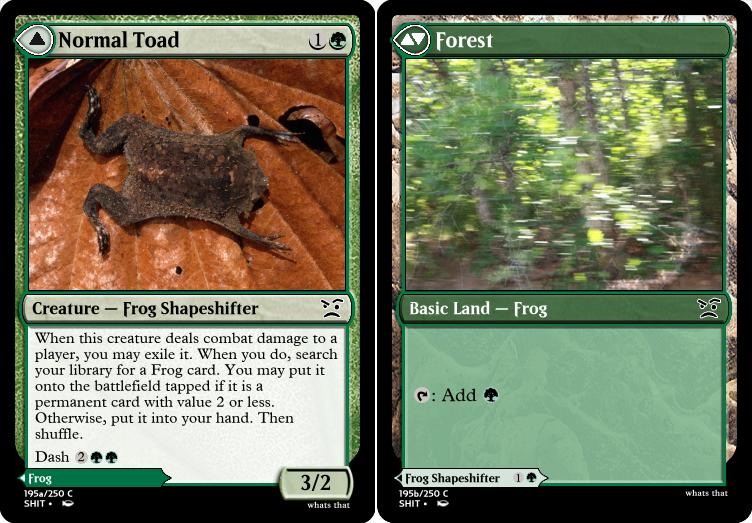 Normal Toad 1
Creature — Frog Shapeshifter
When this creature deals combat damage to a
player, you may exile it. When you do, search
your library for a Frog card. You may put it
onto the battlefield tapped if it is a
permanent card with value 2 or less.
Otherwise, put it into your hand. Then
shuffle.
Dash 2
Frog
3/2
195a/250 C
SHIT •
whats that
Forest
Basic Land — Frog
: Add
Frog Shapeshifter 1
195b/250 C
SHIT •
whats that